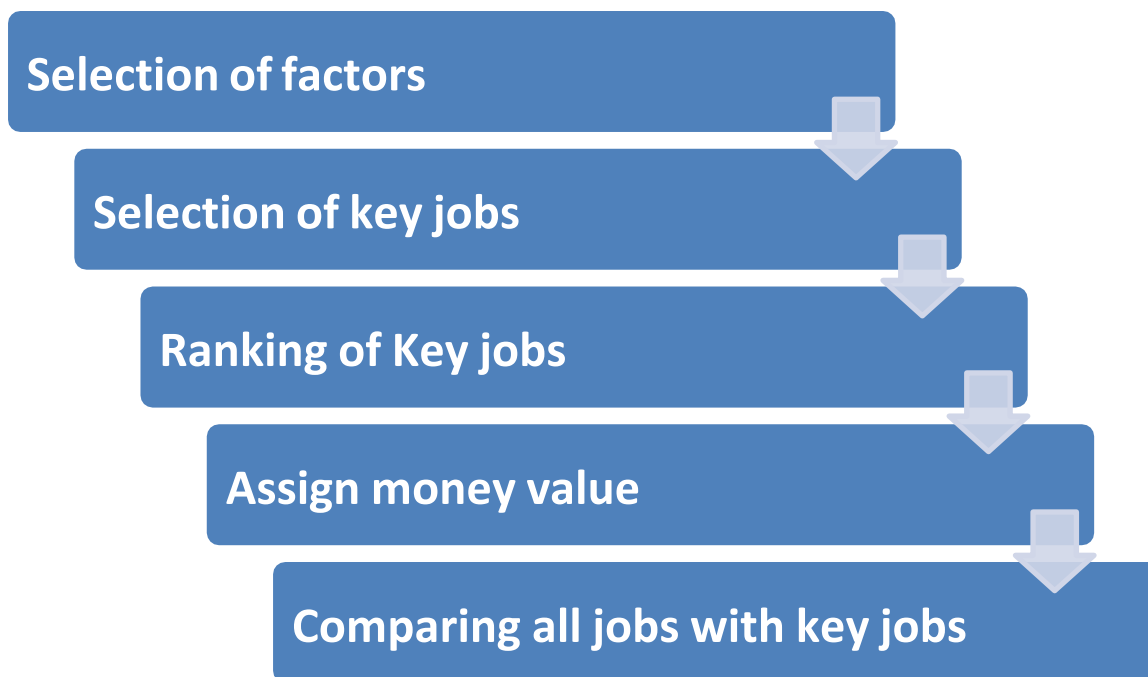 Selection of factors
Selection of key jobs
Ranking of Key jobs
Assign money value
Comparing all jobs with key jobs